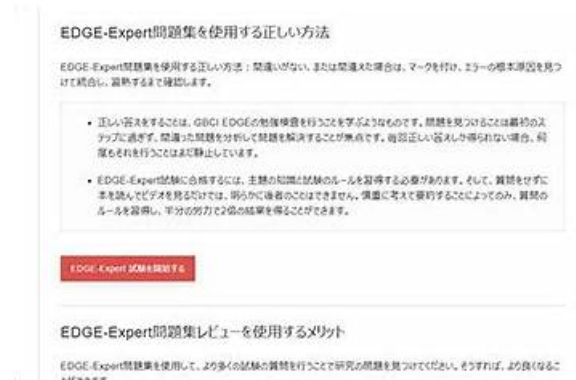 EDGE-Expert問題集を使用する正しい方法
EDGE-Expert問題集を使用する正しい方法：間違いがない、または間違えた場合は、マークを付け、エラーの根本原因を見つ
けて統合し、習熟するまで確認します。
正しい答えをすることは、GBCI EDGEの勉強検査を行うことを学ぶようなものです。問題を見つけることは最初のス
テップに過ぎず、間違った問題を分析して問題を解決することが焦点です。毎回正しい答えしか得られない場合、何
度もそれを行うことはまだ静止しています。
EDGE-Expert試験に合格するには、主題の知識と試験のルールを習得する必要があります。そして、質問をせずに
本を読んでビデオを見るだけでは、明らかに後者のことはできません。慎重に考えて要約することによってのみ、質問の
ルールを習得し、半分の労力で2倍の結果を得ることができます。
EDGE-Expert 試験を開始する
EDGE-Expert問題集レビューを使用するメリット
EDGE-Expert問題集を使用して、より多くの試験の質問を行うことで研究の問題を見つけてください。そうすれば、より良くなるこ